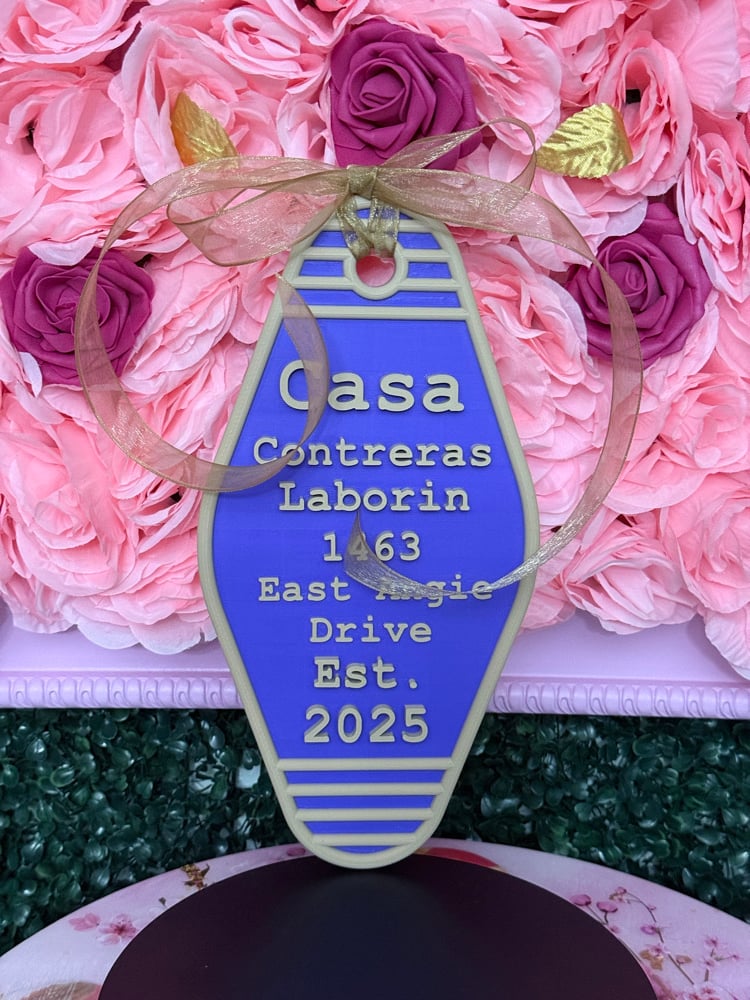 Casa
Contreras
Laborin
1463
East Angie
Drive
Est.
2025